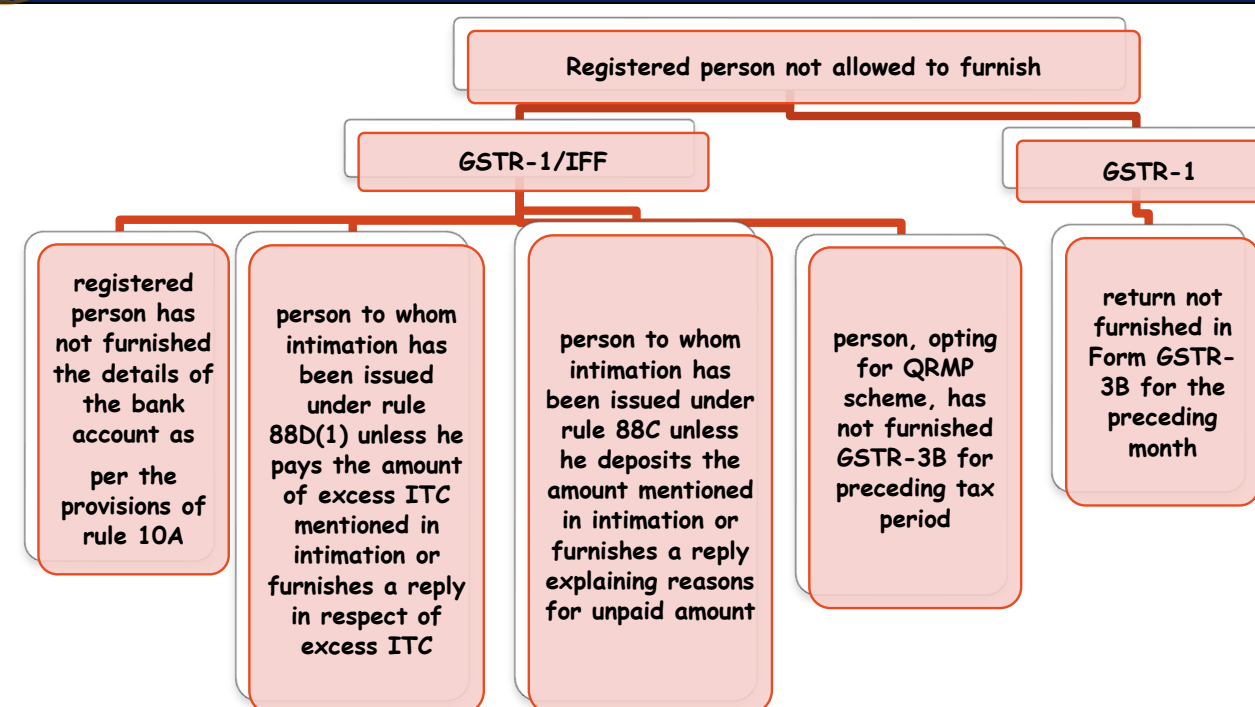 Registered person not allowed to furnish
GSTR-1/IFF
GSTR-1
registered
person has
not furnished
the details of
the bank
account as
per the
provisions of
rule 10A
person to whom
intimation has
been issued
under rule
88D(1) unless he
pays the amount
of excess ITC
mentioned in
intimation or
furnishes a reply
in respect of
excess ITC
person to whom
intimation has
been issued under
rule 88C unless
he deposits the
amount mentioned
in intimation or
furnishes a reply
explaining reasons
for unpaid amount
person, opting
for QRMP
scheme, has
not furnished
GSTR-3B for
preceding tax
period
return not
furnished in
Form GSTR-
3B for the
preceding
month